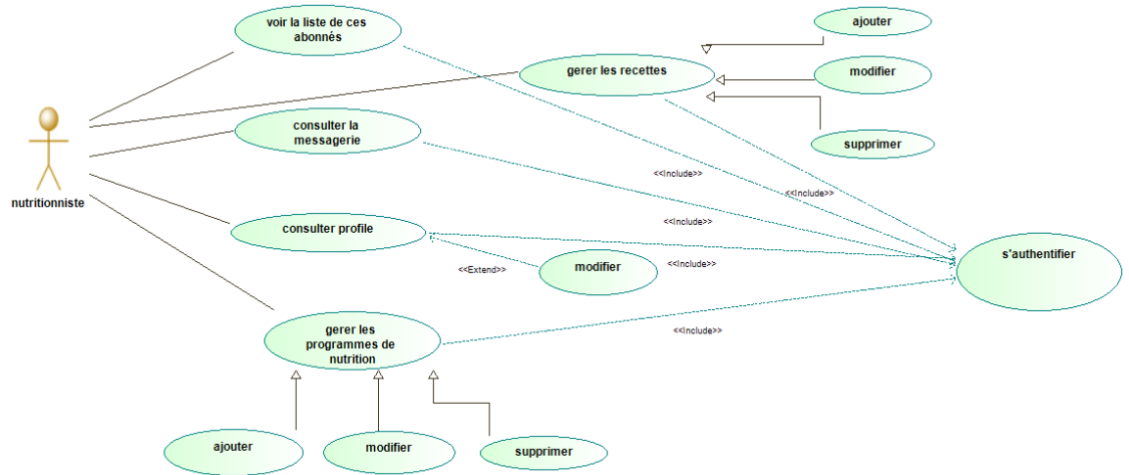 voir la liste de ces
abonnés
ajouter
gerer les recettes
modifier
consulter la
messagerie
supprimer
nutritionniste
<<Include>>
<<Include>>
consulter profile
<<Include>>
s'authentifier
<<Extend>>
modifier
<<Include>>
gerer les
programmes de
nutrition
<<Include>>
ajouter
modifier
supprimer